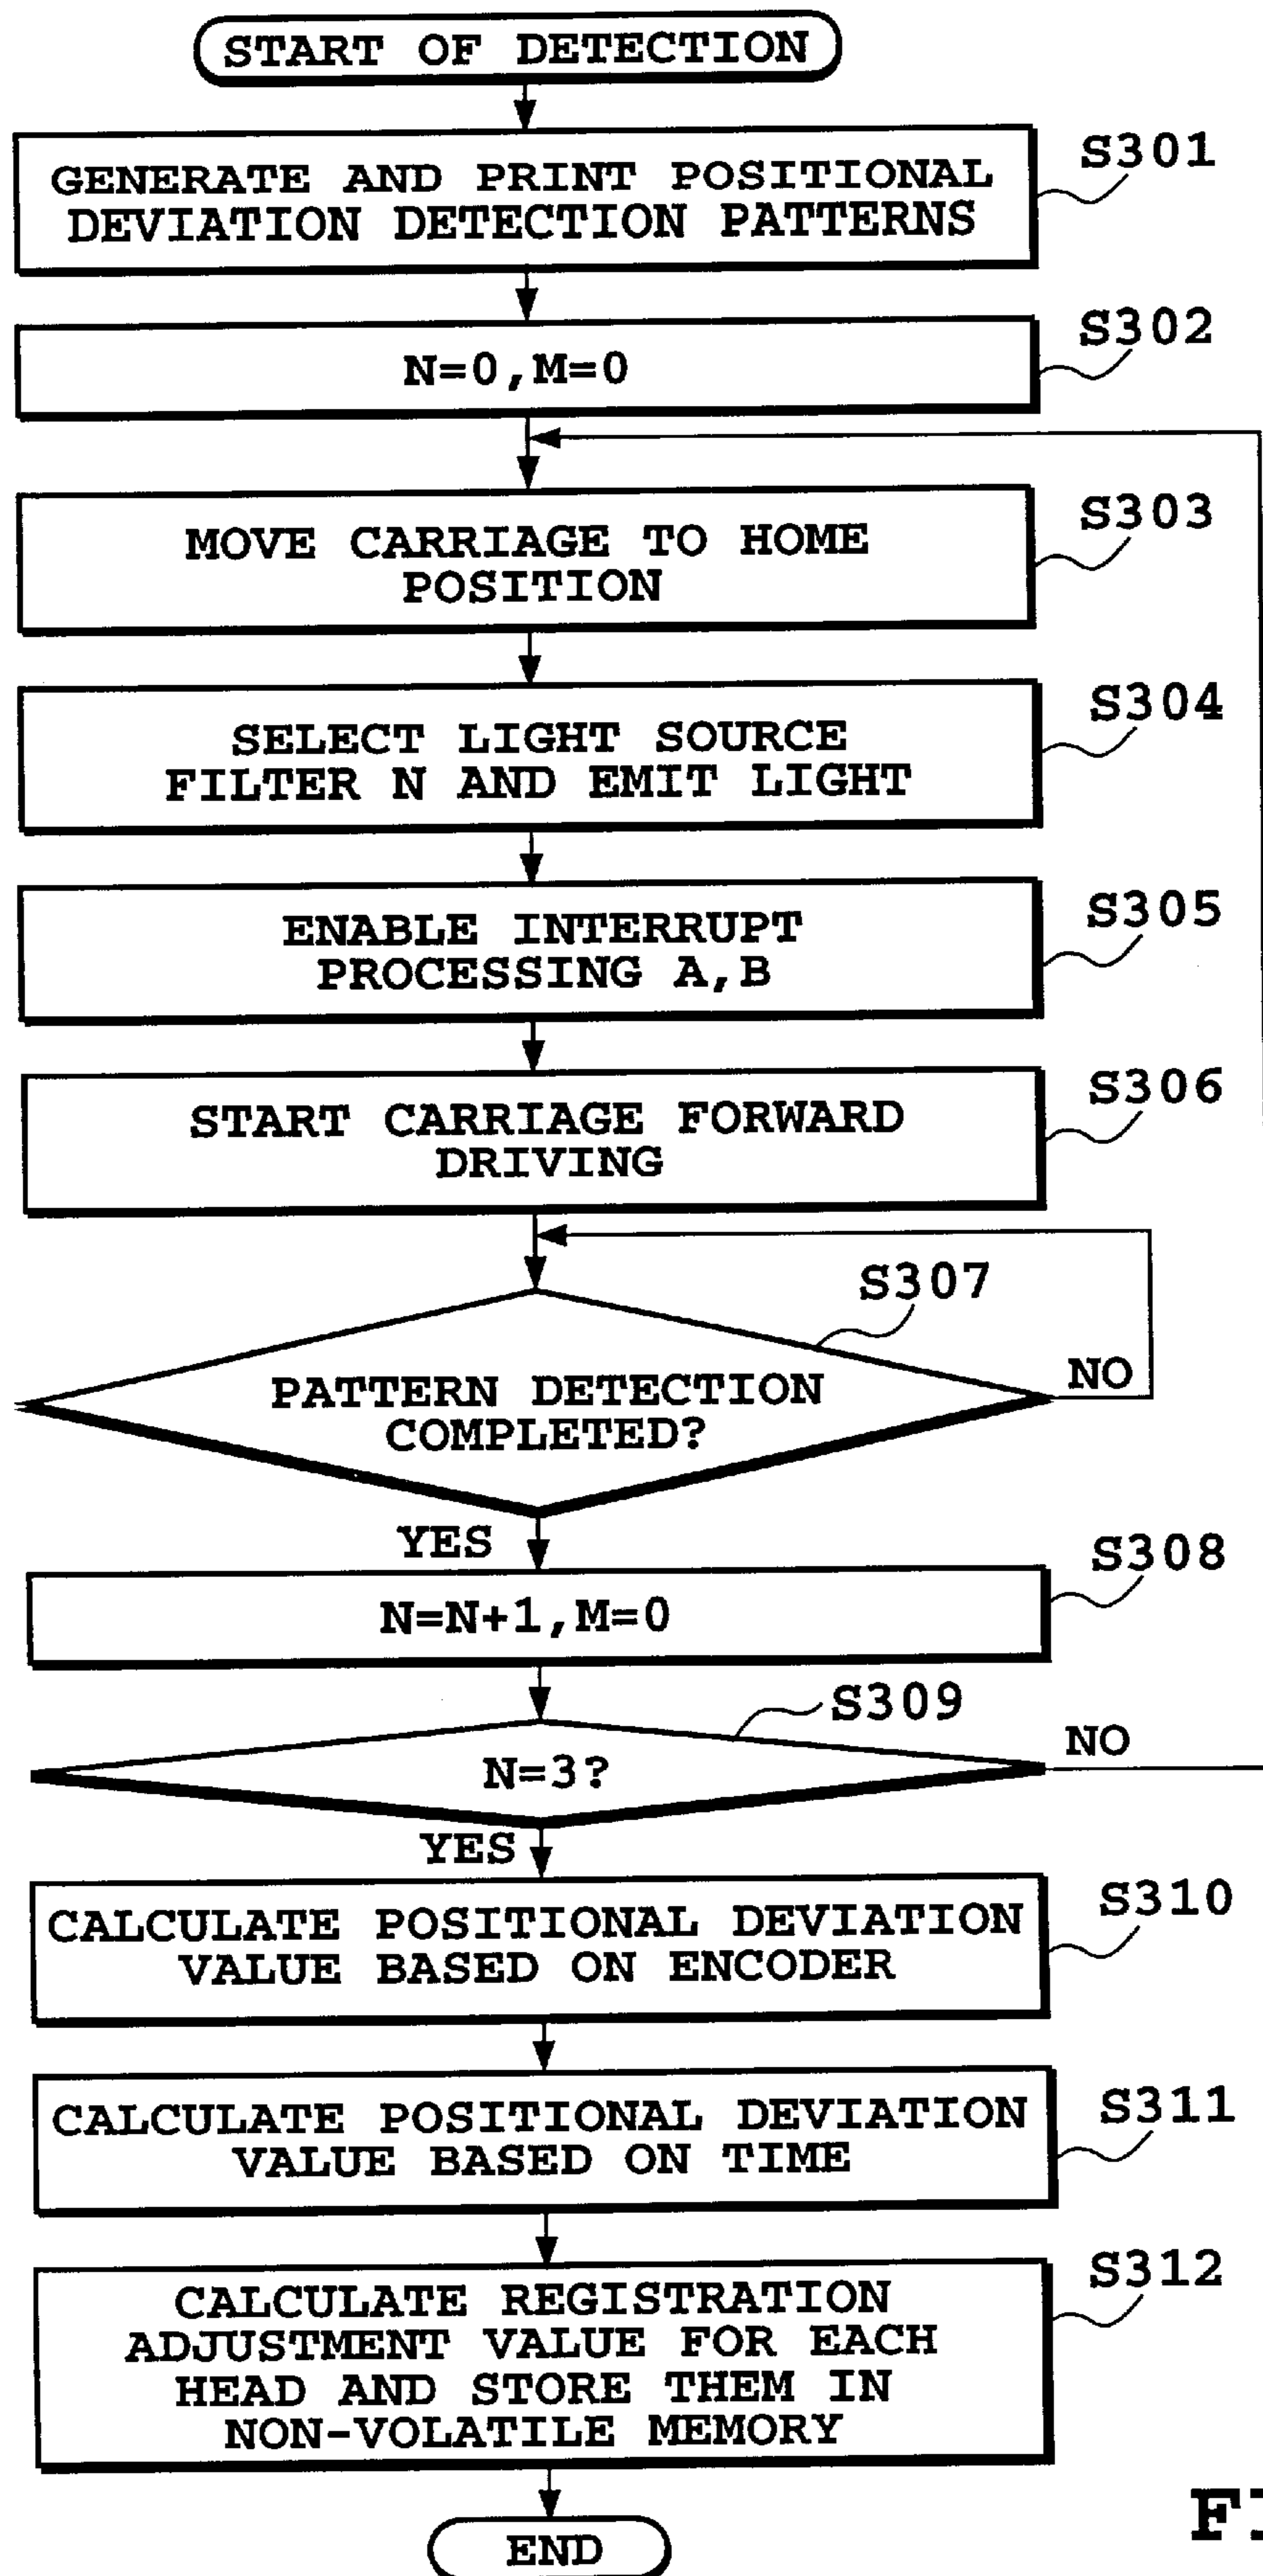 START OF DETECTION
S301
GENERATE AND PRINT POSITIONAL
DEVIATION DETECTION PATTERNS
S302
N=0,M=0
S303
MOVE CARRIAGE TO HOME
POSITION
S304
SELECT LIGHT SOURCE
FILTER N AND EMIT LIGHT
S305
ENABLE INTERRUPT
PROCESSING A,B
S306
START CARRIAGE FORWARD
DRIVING
S307
NO
PATTERN DETECTION
COMPLETED?
YES
S308
N=N+1,M=0
S309
NO
N=3?
YES
S310
CALCULATE POSITIONAL DEVIATION
VALUE BASED ON ENCODER
S311
CALCULATE POSITIONAL DEVIATION
VALUE BASED ON TIME
S312
CALCULATE REGISTRATION
ADJUSTMENT VALUE FOR EACH
HEAD AND STORE THEM IN
NON-VOLATILE MEMORY
END